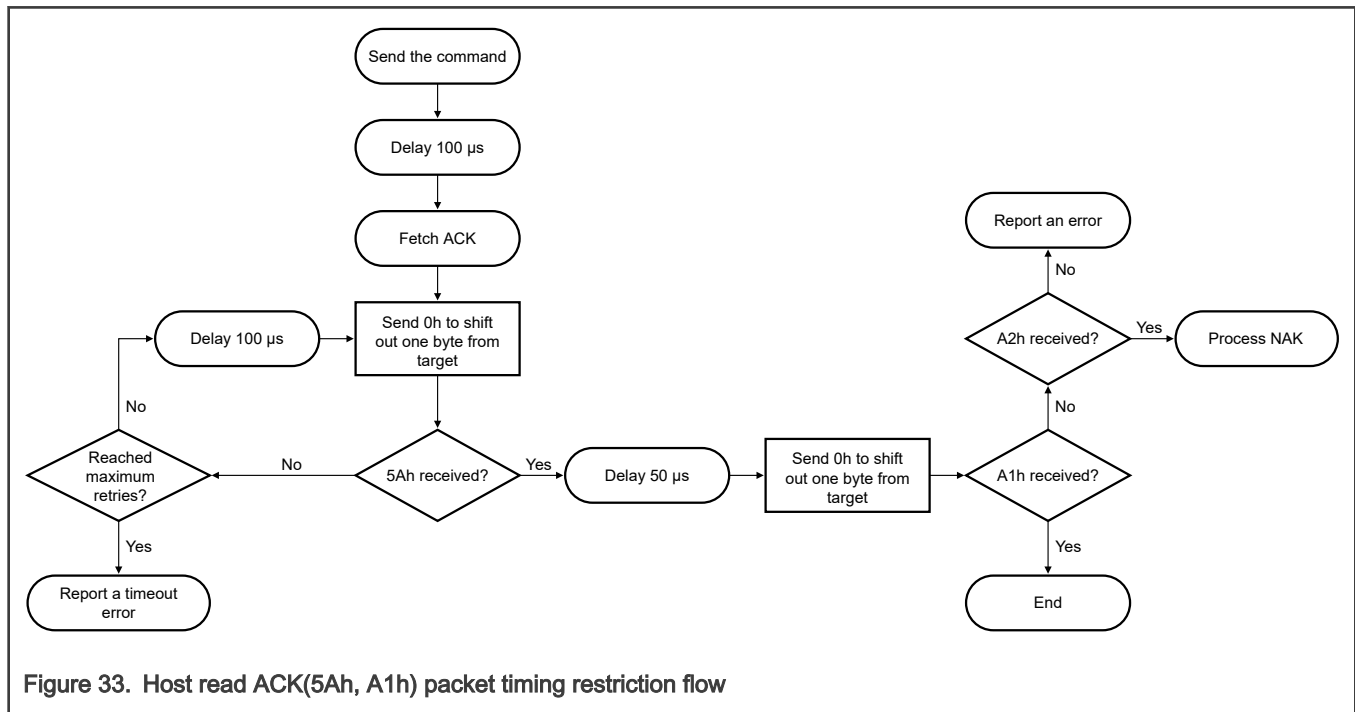 Send the command
Delay 100 µs
Fetch ACK
Send 0h to shift
out one byte from
target
Delay 100 µs
No
Reached
maximum
retries?
No
5Ah received?
Yes
Delay 50 µs
Send 0h to shift
out one byte from
target
A1h received?
No
A2h received?
Yes
Process NAK
No
Report an error
Yes
End
Yes
Report a timeout
error
Figure 33. Host read ACK(5Ah, A1h) packet timing restriction flow